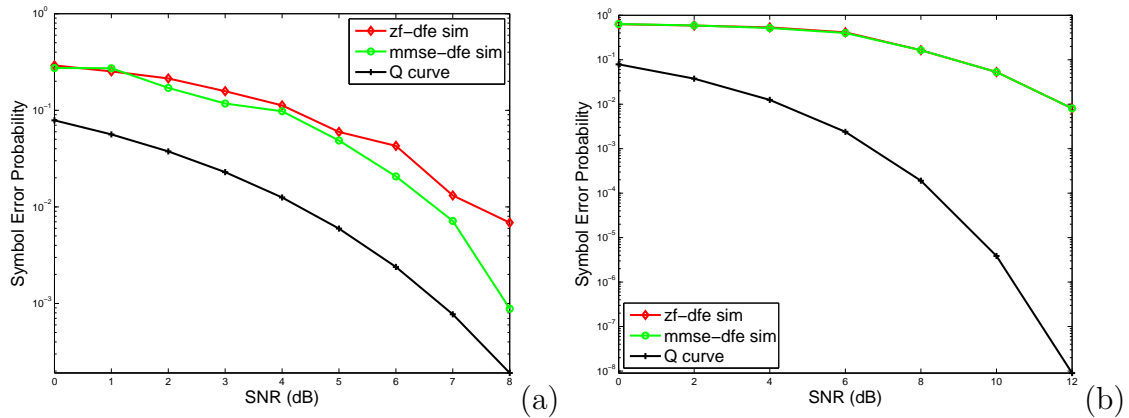 10^0
zf-dfe sim
mmse-dfe sim
Q curve
10^-1
10^-2
10^-3
Symbol Error Probability
0 1 2 3 4 5 6 7 8
SNR (dB)
(a)
10^0
10^-1
10^-2
10^-3
10^-4
10^-5
10^-6
10^-7
10^-8
Symbol Error Probability
zf-dfe sim
mmse-dfe sim
Q curve
0 2 4 6 8 10 12
SNR (dB)
(b)